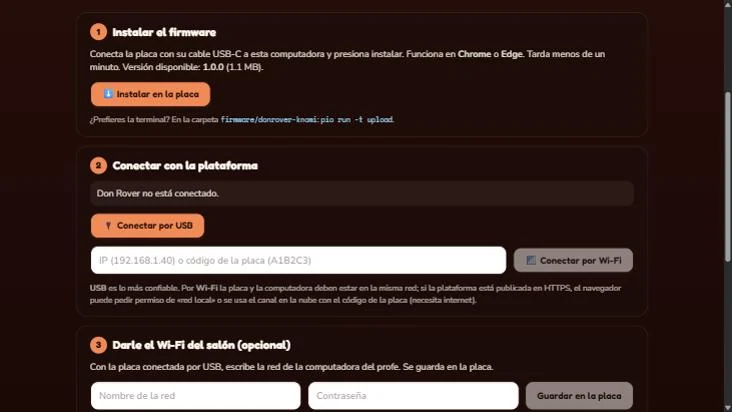 1 Instalar el firmware
Conecta la placa con su cable USB-C a esta computadora y presiona instalar. Funciona en Chrome o Edge. Tarda menos de un
minuto. Versión disponible: 1.0.0 (1.1 MB).
Instalar en la placa
¿Prefieres la terminal? En la carpeta firmware/donrover-knomi: pio run -t upload.
2 Conectar con la plataforma
Don Rover no está conectado.
Conectar por USB
IP (192.168.1.40) o código de la placa (A1B2C3)
Conectar por Wi-Fi
USB es lo más confiable. Por Wi-Fi la placa y la computadora deben estar en la misma red; si la plataforma está publicada en HTTPS, el navegador
puede pedir permiso de «red local» o se usa el canal en la nube con el código de la placa (necesita internet).
3 Darle el Wi-Fi del salón (opcional)
Con la placa conectada por USB, escribe la red de la computadora del profe. Se guarda en la placa.
Nombre de la red
Contraseña
Guardar en la placa